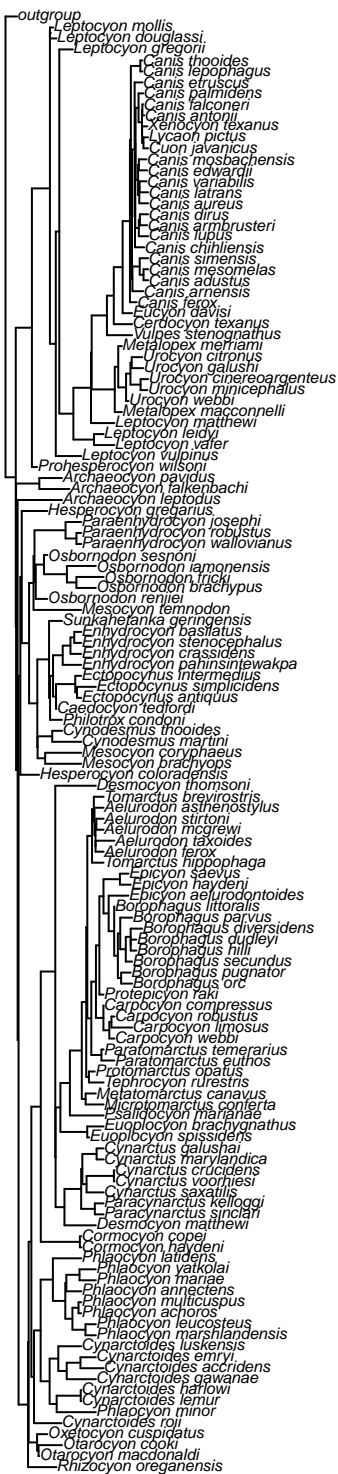 outgroup
Leptocyon mollis
Leptocyon douglassi
Leptocyon gregorii
Canis thooides
Canis lepophagus
Canis etruscus
Canis palmidens
Canis falconeri
Canis antonii
Xenocyon texanus
Lycaon pictus
Cuon javanicus
Canis mosbachensis
Canis edwardii
Canis variabilis
Canis latrans
Canis aureus
Canis dirus
Canis armbrusteri
Canis lupus
Canis chihliensis
Canis simensis
Canis mesomelas
Canis adustus
Canis arnensis
Canis ferox
Eucyon davisi
Cerdocyon texanus
Vulpes stenognathus
Metalopex merriami
Urocyon citronus
Urocyon galushi
Urocyon cinereoargenteus
Urocyon minicephalus
Urocyon webbi
Metalopex macconnelli
Leptocyon matthewi
Leptocyon leidyi
Leptocyon vafer
Leptocyon vulpinus
Prohesperocyon wilsoni
Archaeocyon pavidus
Archaeocyon falkenbachi
Archaeocyon leptodus
Hesperocyon gregarius
Paraenhydrocyon josephi
Paraenhydrocyon robustus
Paraenhydrocyon wallovianus
Osbornodon sesnoni
Osbornodon iamonensis
Osbornodon fricki
Osbornodon brachypus
Osbornodon renjiei
Mesocyon temnodon
Sunkahetanka geringensis
Enhydrocyon basilatus
Enhydrocyon stenocephalus
Enhydrocyon crassidens
Enhydrocyon pahinsintewakpa
Ectopocynus intermedius
Ectopocynus simplicidens
Ectopocynus antiquus
Caedocyon tedfordi
Philotrox condoni
Cynodesmus thooides
Cynodesmus martini
Mesocyon coryphaeus
Mesocyon brachyops
Hesperocyon coloradensis
Desmocyon thomsoni
Tomarctus brevirostris
Aelurodon asthenostylus
Aelurodon stirtoni
Aelurodon mcgrewi
Aelurodon taxoides
Aelurodon ferox
Tomarctus hippophaga
Epicyon saevus
Epicyon haydeni
Epicyon aelurodontoides
Borophagus littoralis
Borophagus parvus
Borophagus diversidens
Borophagus dudleyi
Borophagus hilli
Borophagus secundus
Borophagus pugnator
Borophagus orc
Protepicyon raki
Carpocyon compressus
Carpocyon robustus
Carpocyon limosus
Carpocyon webbi
Paratomarctus temerarius
Paratomarctus euthos
Protomarctus opatus
Tephrocyon rurestris
Metatomarctus canavus
Microtomarctus conferta
Psalidocyon marianae
Euoplocyon brachygnathus
Euoplocyon spissidens
Cynarctus galushai
Cynarctus marylandica
Cynarctus crucidens
Cynarctus voorhiesi
Cynarctus saxatilis
Paracynarctus kelloggi
Paracynarctus sinclari
Desmocyon matthewi
Cormocyon copei
Cormocyon haydeni
Phlaocyon latidens
Phlaocyon yatkolai
Phlaocyon mariae
Phlaocyon annectens
Phlaocyon multicuspus
Phlaocyon achoros
Phlaocyon leucosteus
Phlaocyon marshlandensis
Cynarctoides luskensis
Cynarctoides emryi
Cynarctoides accridens
Cynarctoides gawanae
Cynarctoides harlowi
Cynarctoides lemur
Phlaocyon minor
Cynarctoides roii
Oxetocyon cuspidatus
Otarocyon cooki
Otarocyon macdonaldi
Rhizocyon oreganensis